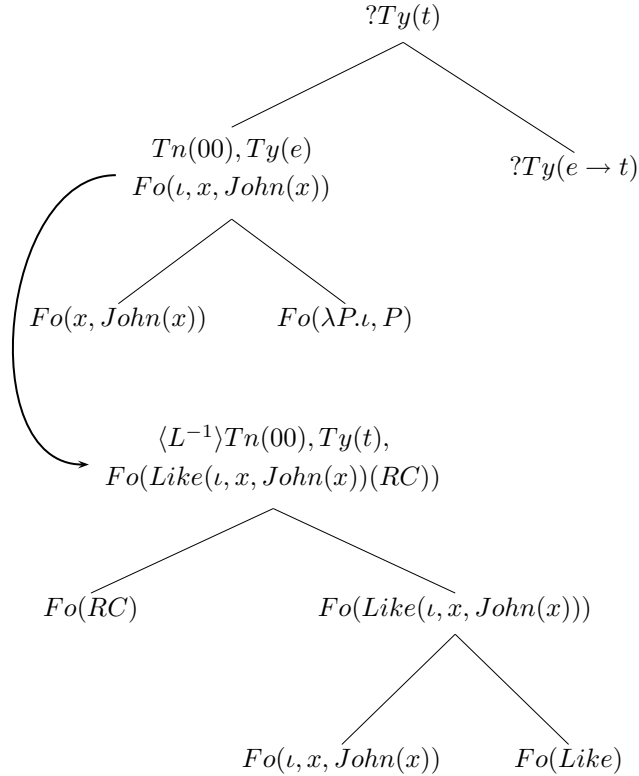 ?Ty(t)
Tn(00), Ty(e)
Fo(ι, x, John(x))
?Ty(e → t)
Fo(x, John(x))
Fo(λP.ι, P)
⟨L⁻¹⟩Tn(00), Ty(t),
Fo(Like(ι, x, John(x))(RC))
Fo(RC)
Fo(Like(ι, x, John(x)))
Fo(ι, x, John(x))
Fo(Like)